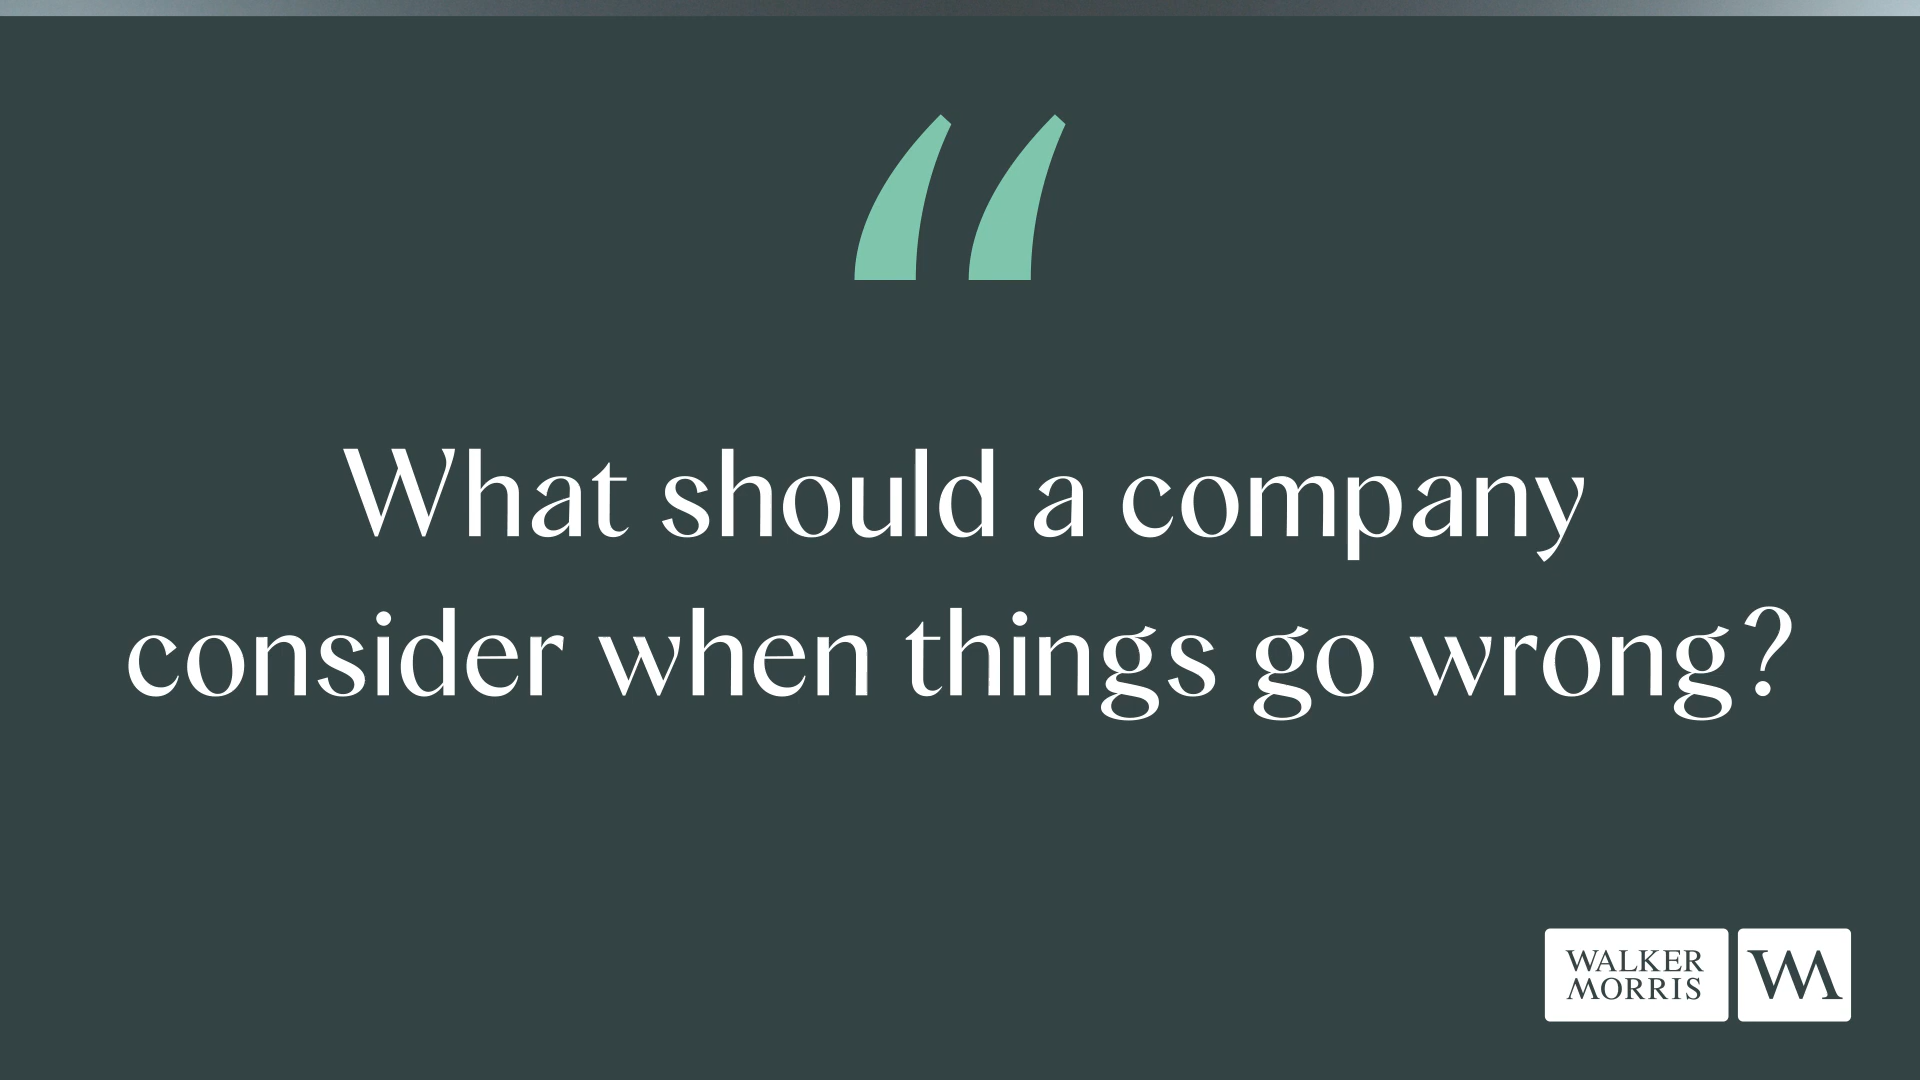 “
What should a company
consider when things go wrong?
WALKER
MORRIS
WM